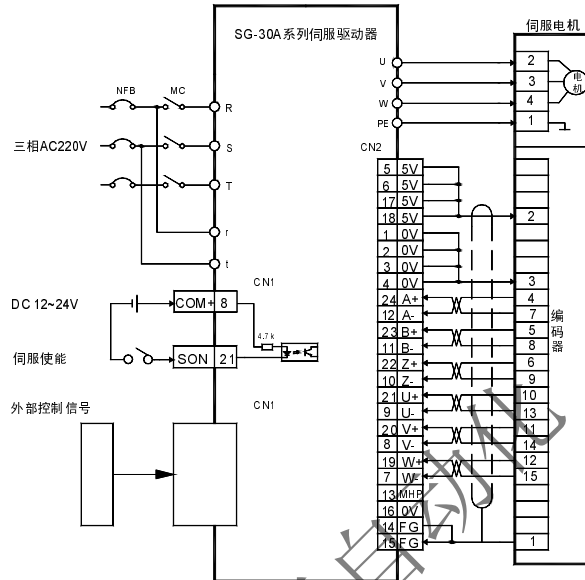 SG-30A系列伺服驱动器
伺服电机
NFB
MC
三相AC220V
R
S
T
r
t
U
V
W
PE
2
3
4
1
电机
CN2
5 5V
6 5V
17 5V
18 5V
1 0V
2 0V
3 0V
4 0V
24 A+
12 A-
23 B+
11 B-
22 Z+
10 Z-
21 U+
9 U-
20 V+
8 V-
19 W+
7 W-
13 MHP
16 0V
14 FG
15 FG
2
3
4
7
5
8
6
9
10
13
11
14
12
15
1
编码器
DC 12~24V
CN1
COM+ 8
4.7k
伺服使能
SON 21
外部控制信号
CN1
自动化